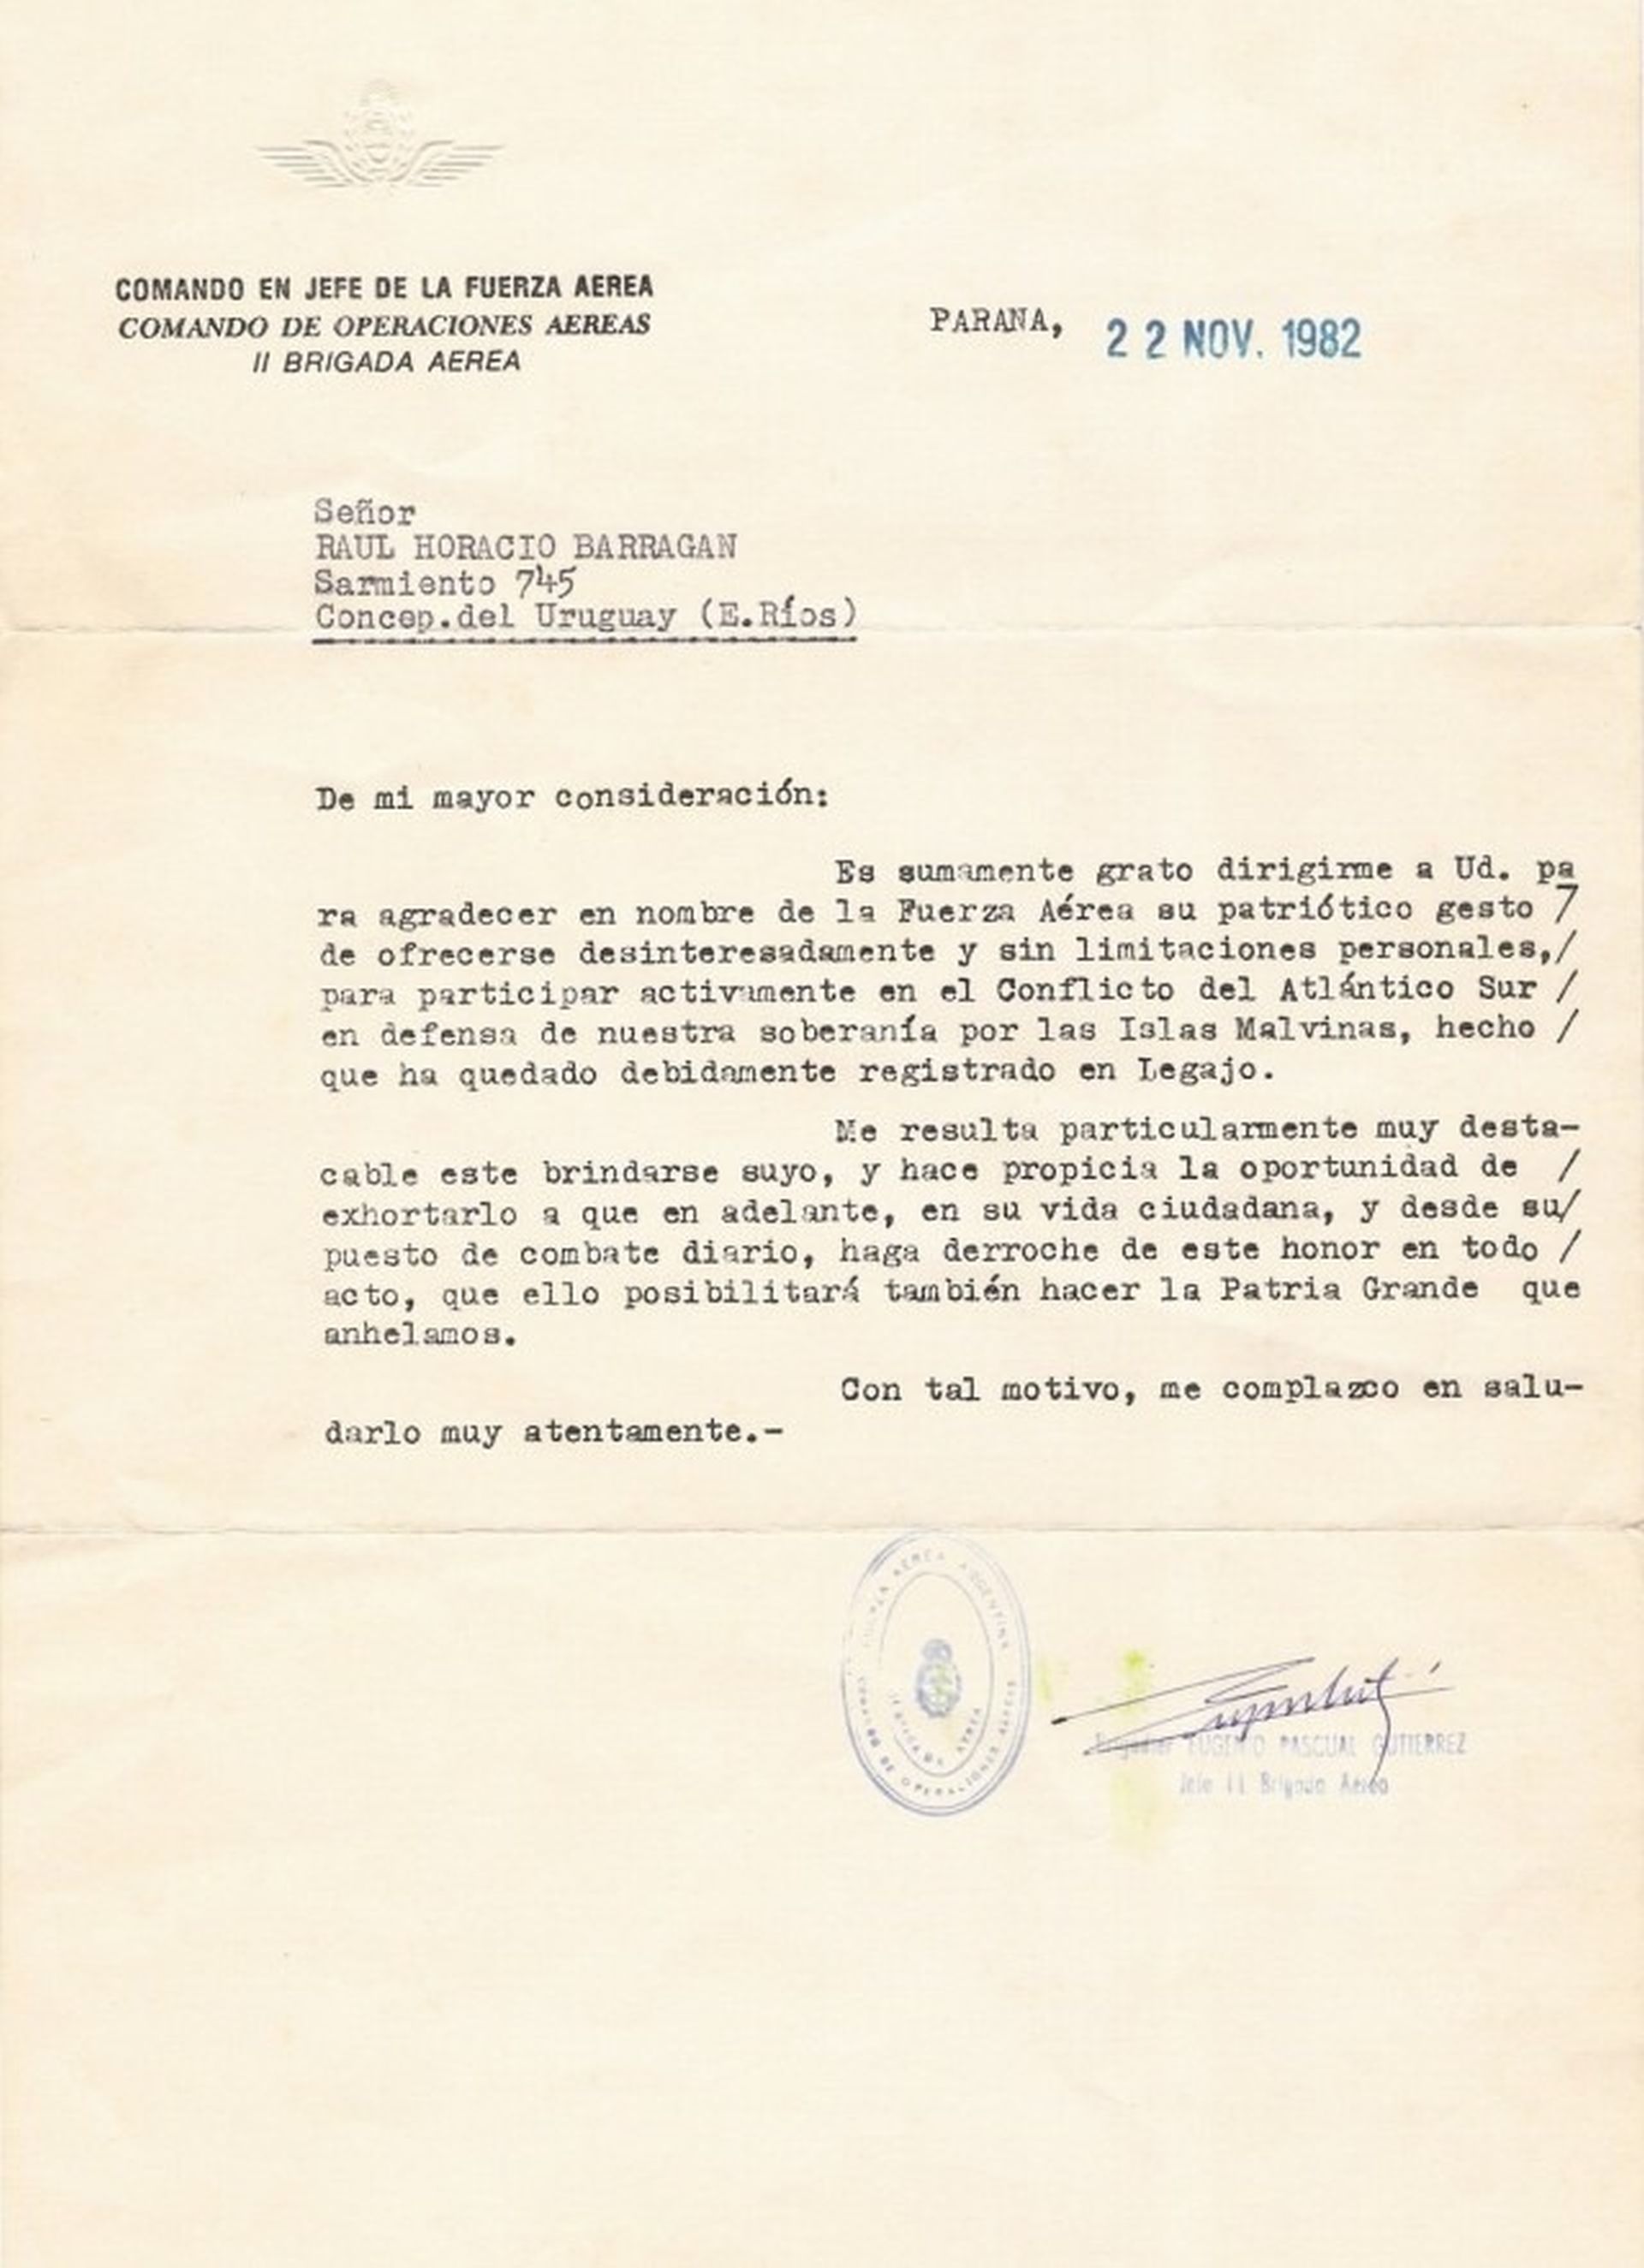 COMANDO EN JEFE DE LA FUERZA AEREA
COMANDO DE OPERACIONES AEREAS
II BRIGADA AEREA
PARANA, 22 NOV. 1982
Señor
RAUL HORACIO BARRAGAN
Sarmiento 745
Concep.del Uruguay (E.Ríos)
De mi mayor consideración:
Es sumamente grato dirigirme a Ud. pa
ra agradecer en nombre de la Fuerza Aérea su patriótico gesto /
de ofrecerse desinteresadamente y sin limitaciones personales,/
para participar activamente en el Conflicto del Atlántico Sur /
en defensa de nuestra soberanía por las Islas Malvinas, hecho /
que ha quedado debidamente registrado en Legajo.
Me resulta particularmente muy desta-
cable este brindarse suyo, y hace propicia la oportunidad de /
exhortarlo a que en adelante, en su vida ciudadana, y desde su/
puesto de combate diario, haga derroche de este honor en todo /
acto, que ello posibilitará también hacer la Patria Grande que
anhelamos.
Con tal motivo, me complazco en salu-
darlo muy atentamente.-
FUERZA AEREA ARGENTINA
COMANDO DE OPERACIONES AEREAS
II BRIGADA AEREA
EUGENIO PASCUAL GUTIERREZ
Jefe II Brigada Aérea